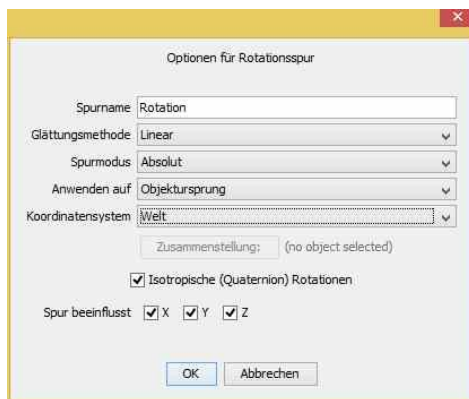 Optionen für Rotationsspur
Spurname Rotation
Glättungsmethode Linear
Spurmodus Absolut
Anwenden auf Objektursprung
Koordinatensystem Welt
Zusammenstellung: (no object selected)
Isotropische (Quaternion) Rotationen
Spur beeinflusst X Y Z
OK Abbrechen